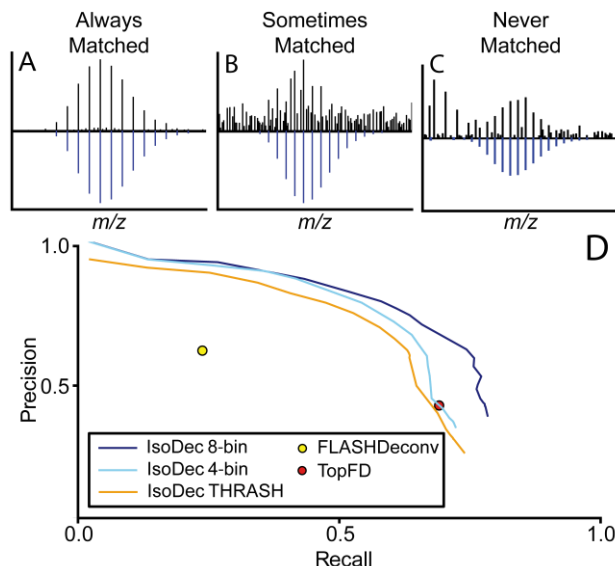 Always Matched
Sometimes Matched
Never Matched
A
B
C
m/z
m/z
m/z
D
Precision
1.0
0.5
IsoDec 8-bin
IsoDec 4-bin
IsoDec THRASH
FLASHDeconv
TopFD
0.0
0.5
1.0
Recall